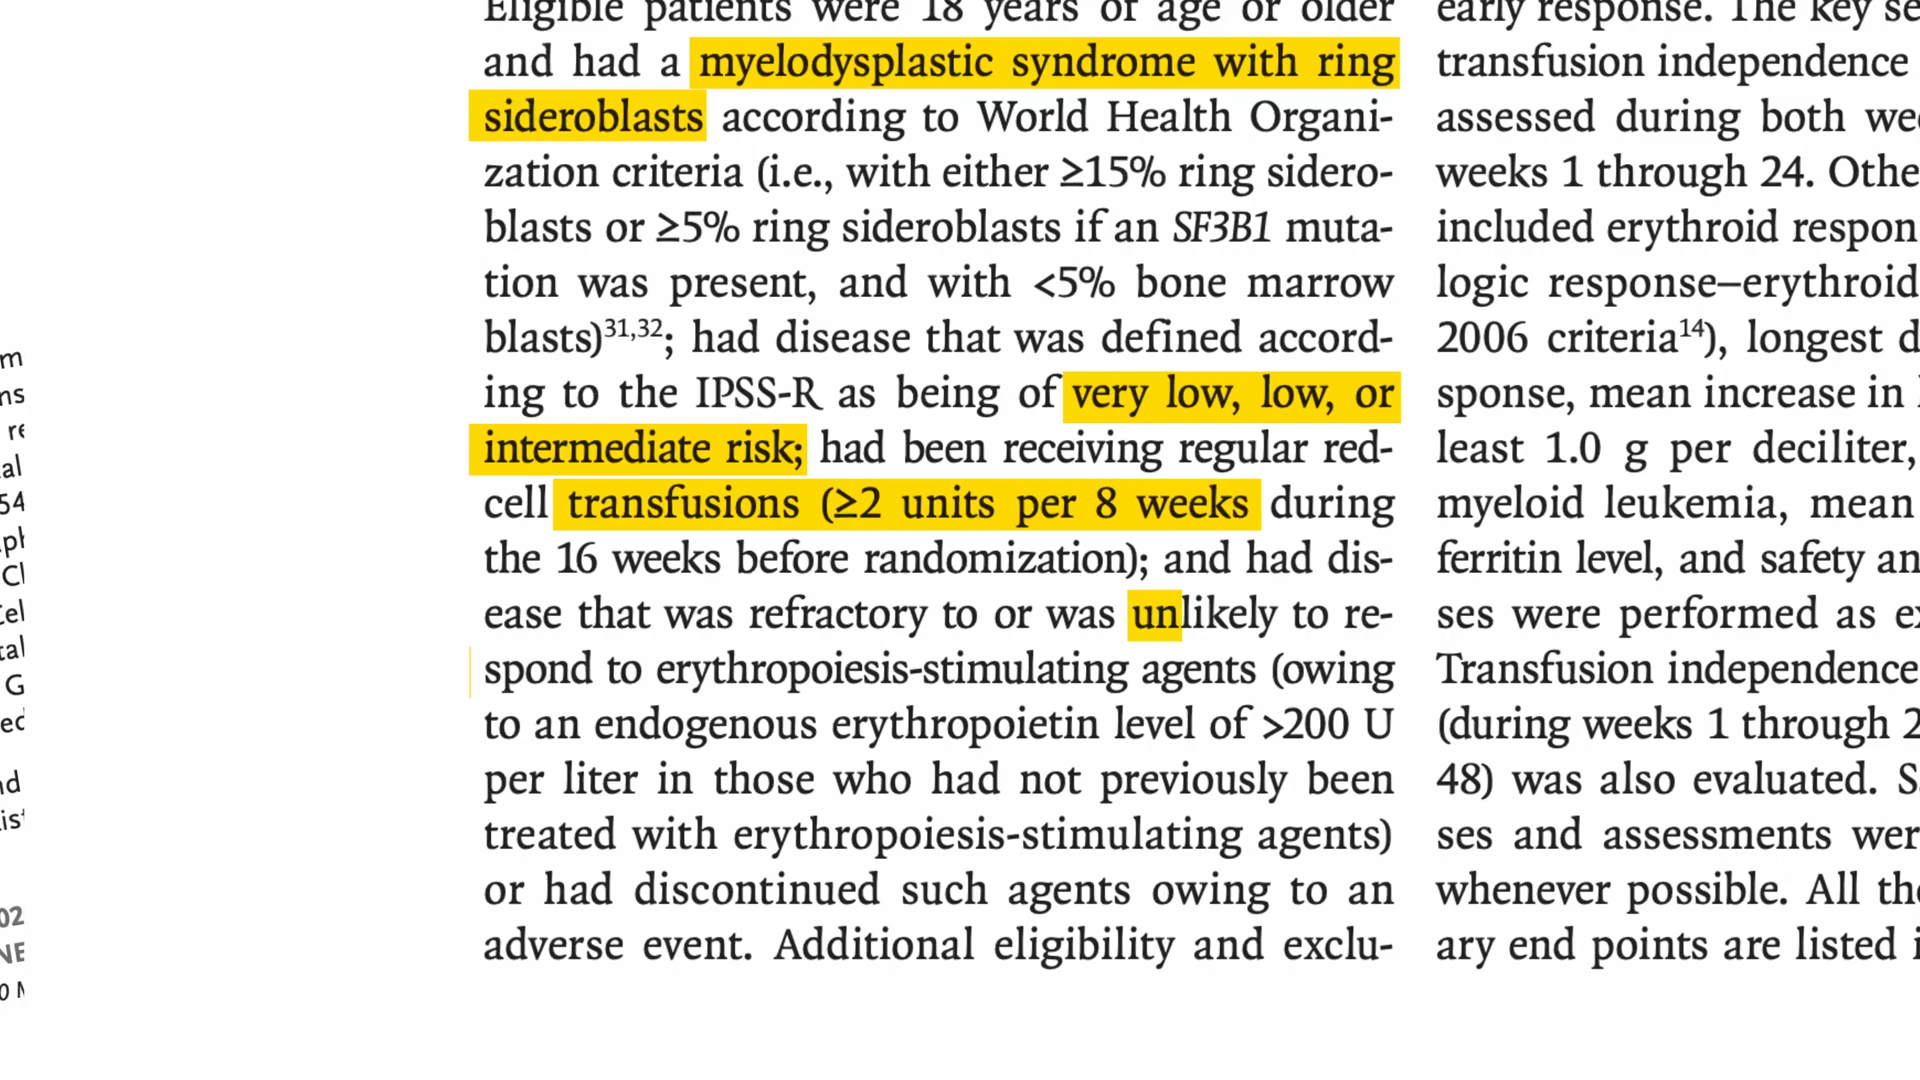 Eligible patients were 18 years of age or older
and had a myelodysplastic syndrome with ring
sideroblasts according to World Health Organi-
zation criteria (i.e., with either ≥15% ring sidero-
blasts or ≥5% ring sideroblasts if an SF3B1 muta-
tion was present, and with <5% bone marrow
blasts)31,32; had disease that was defined accord-
ing to the IPSS-R as being of very low, low, or
intermediate risk; had been receiving regular red-
cell transfusions (≥2 units per 8 weeks during
the 16 weeks before randomization); and had dis-
ease that was refractory to or was unlikely to re-
spond to erythropoiesis-stimulating agents (owing
to an endogenous erythropoietin level of >200 U
per liter in those who had not previously been
treated with erythropoiesis-stimulating agents)
or had discontinued such agents owing to an
adverse event. Additional eligibility and exclu-
early response. The key
transfusion independence
assessed during both
weeks 1 through 24.
included erythroid
logic response–erythroid
2006 criteria14), longest
sponse, mean increase in
least 1.0 g per deciliter,
myeloid leukemia, mean
ferritin level, and safety
ses were performed as
Transfusion independence
(during weeks 1 through
48) was also evaluated.
ses and assessments
whenever possible. All
ary end points are listed